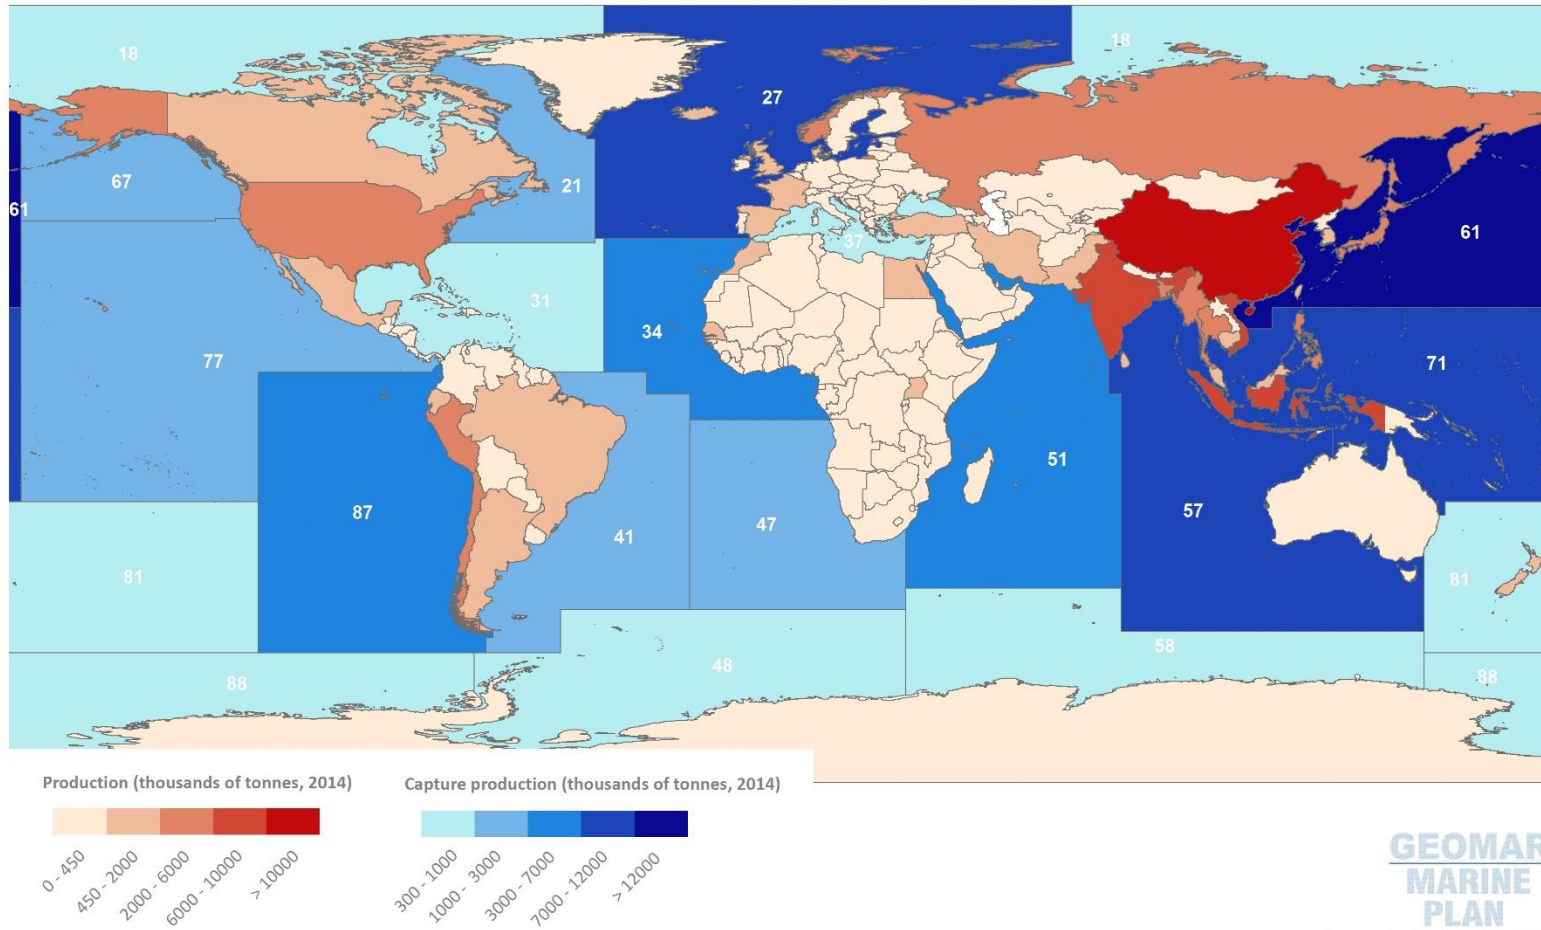 18
18
27
67
21
61
61
37
31
34
77
71
51
87
57
47
41
81
81
58
48
88
88
Production (thousands of tonnes, 2014)
0 - 450
450 - 2000
2000 - 6000
6000 - 10000
> 10000
Capture production (thousands of tonnes, 2014)
300 - 1000
1000 - 3000
3000 - 7000
7000 - 12000
> 12000
GEOMAR
MARINE
PLAN